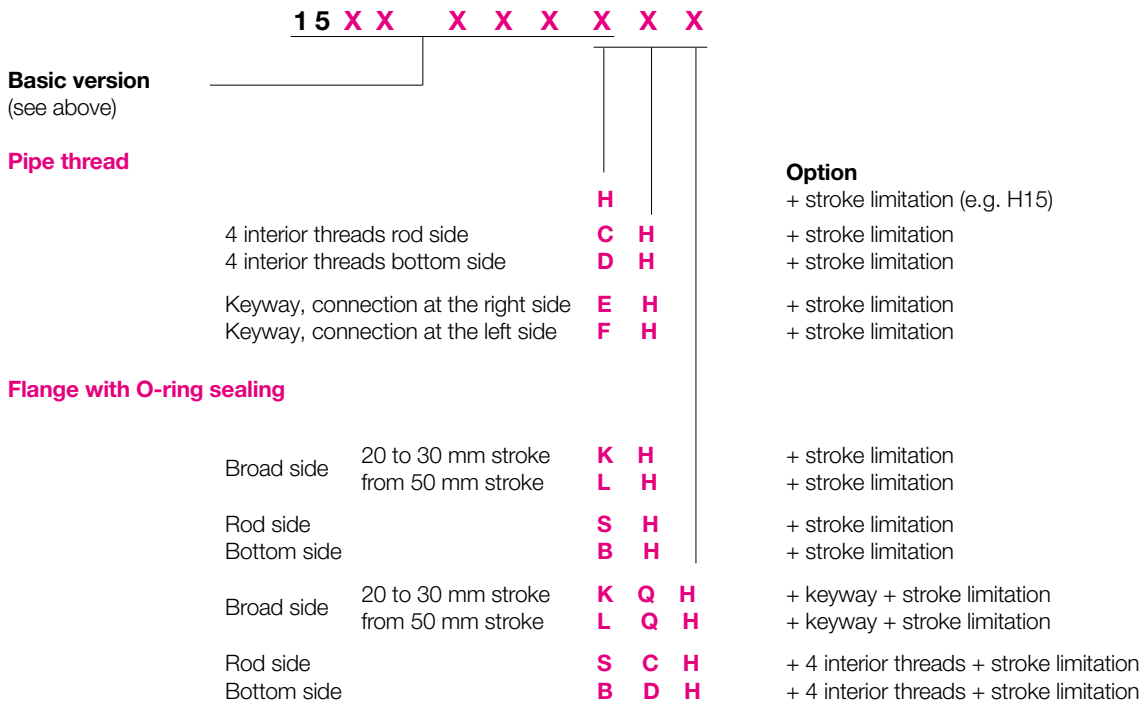 1 5 X X X X X X X X
Basic version
(see above)
Pipe thread
Option
H + stroke limitation (e.g. H15)
4 interior threads rod side C H + stroke limitation
4 interior threads bottom side D H + stroke limitation
Keyway, connection at the right side E H + stroke limitation
Keyway, connection at the left side F H + stroke limitation
Flange with O-ring sealing
Broad side
20 to 30 mm stroke K H + stroke limitation
from 50 mm stroke L H + stroke limitation
Rod side S H + stroke limitation
Bottom side B H + stroke limitation
Broad side
20 to 30 mm stroke K Q H + keyway + stroke limitation
from 50 mm stroke L Q H + keyway + stroke limitation
Rod side S C H + 4 interior threads + stroke limitation
Bottom side B D H + 4 interior threads + stroke limitation